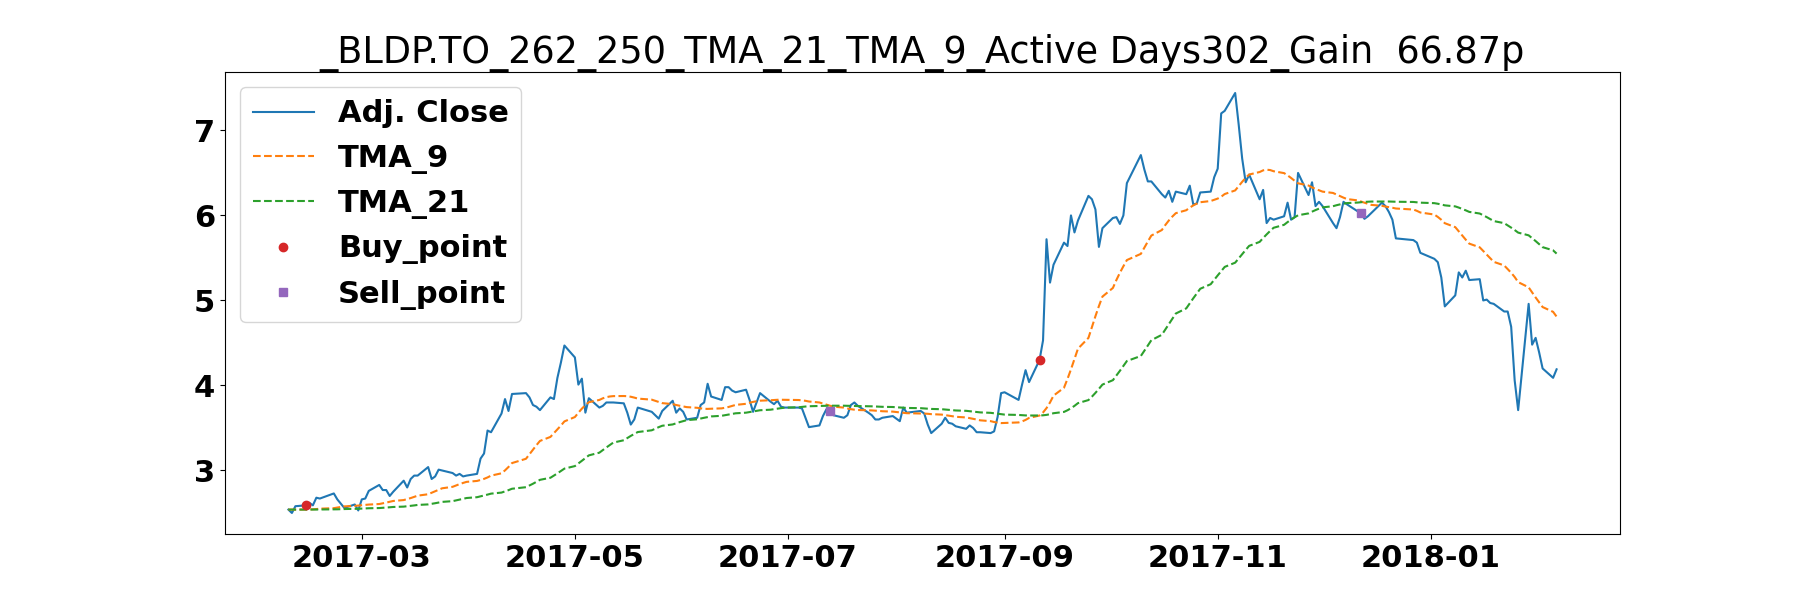 _BLDP.TO_262_250_TMA_21_TMA_9_Active Days302_Gain  66.87p
Adj. Close
TMA_9
TMA_21
Buy_point
Sell_point
7
6
5
4
3
2017-03 2017-05 2017-07 2017-09 2017-11 2018-01